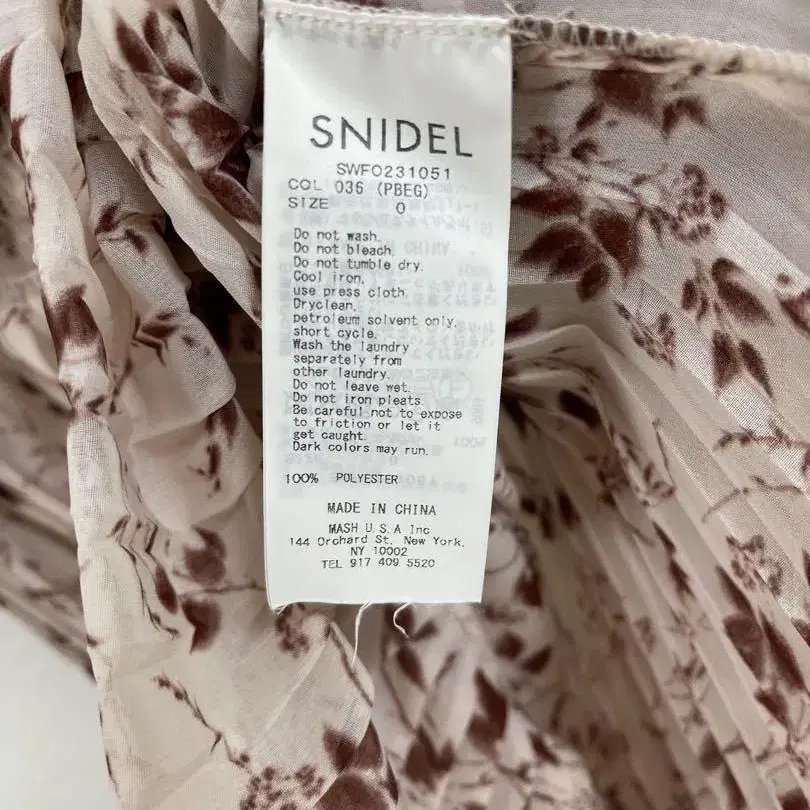 SNIDEL
SWFO231051
COL 036 (PBEG)
SIZE 0
Do not wash.
Do not bleach.
Do not tumble dry.
Cool iron.
use press cloth.
Dryclean.
petroleum solvent only.
short cycle.
Wash the laundry
separately from
other laundry.
Do not leave wet.
Do not iron pleats.
Be careful not to expose
to friction or let it
get caught.
Dark colors may run.
100% POLYESTER
MADE IN CHINA
MASH U.S.A Inc
144 Orchard St. New York.
NY 10002
TEL 917 409 5520